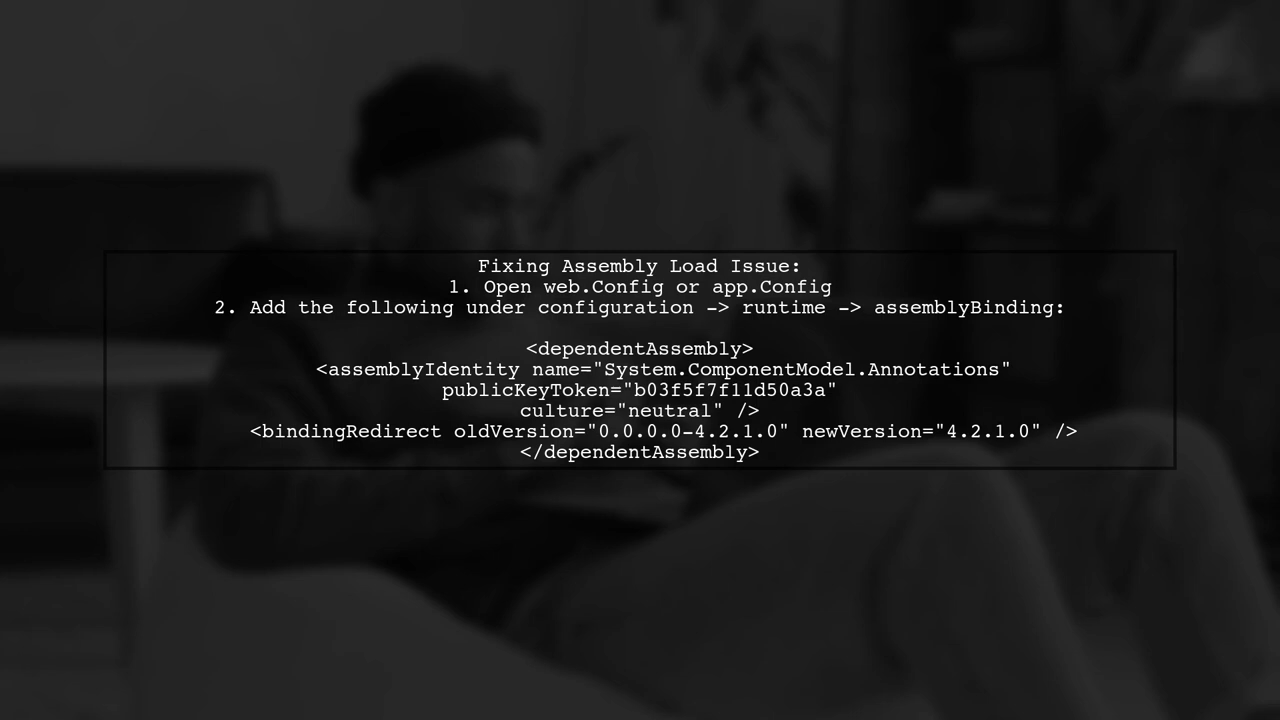 Fixing Assembly Load Issue:
1. Open web.Config or app.Config
2. Add the following under configuration -> runtime -> assemblyBinding:
<dependentAssembly>
<assemblyIdentity name="System.ComponentModel.Annotations"
publicKeyToken="b03f5f7f11d50a3a"
culture="neutral" />
<bindingRedirect oldVersion="0.0.0.0-4.2.1.0" newVersion="4.2.1.0" />
</dependentAssembly>